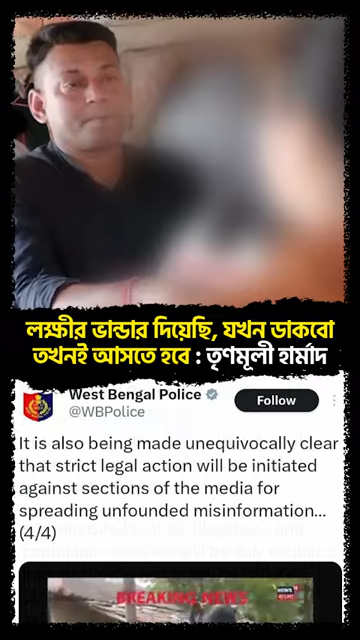 লক্ষীর ভান্ডার দিয়েছি, যখন ডাকবো
তখনই আসতে হবে : তৃণমূলী হার্মাদ
West Bengal Police
@WBPolice
Follow
It is also being made unequivocally clear
that strict legal action will be initiated
against sections of the media for
spreading unfounded misinformation...
(4/4)
BREAKING NEWS
NEWS
বাংলা